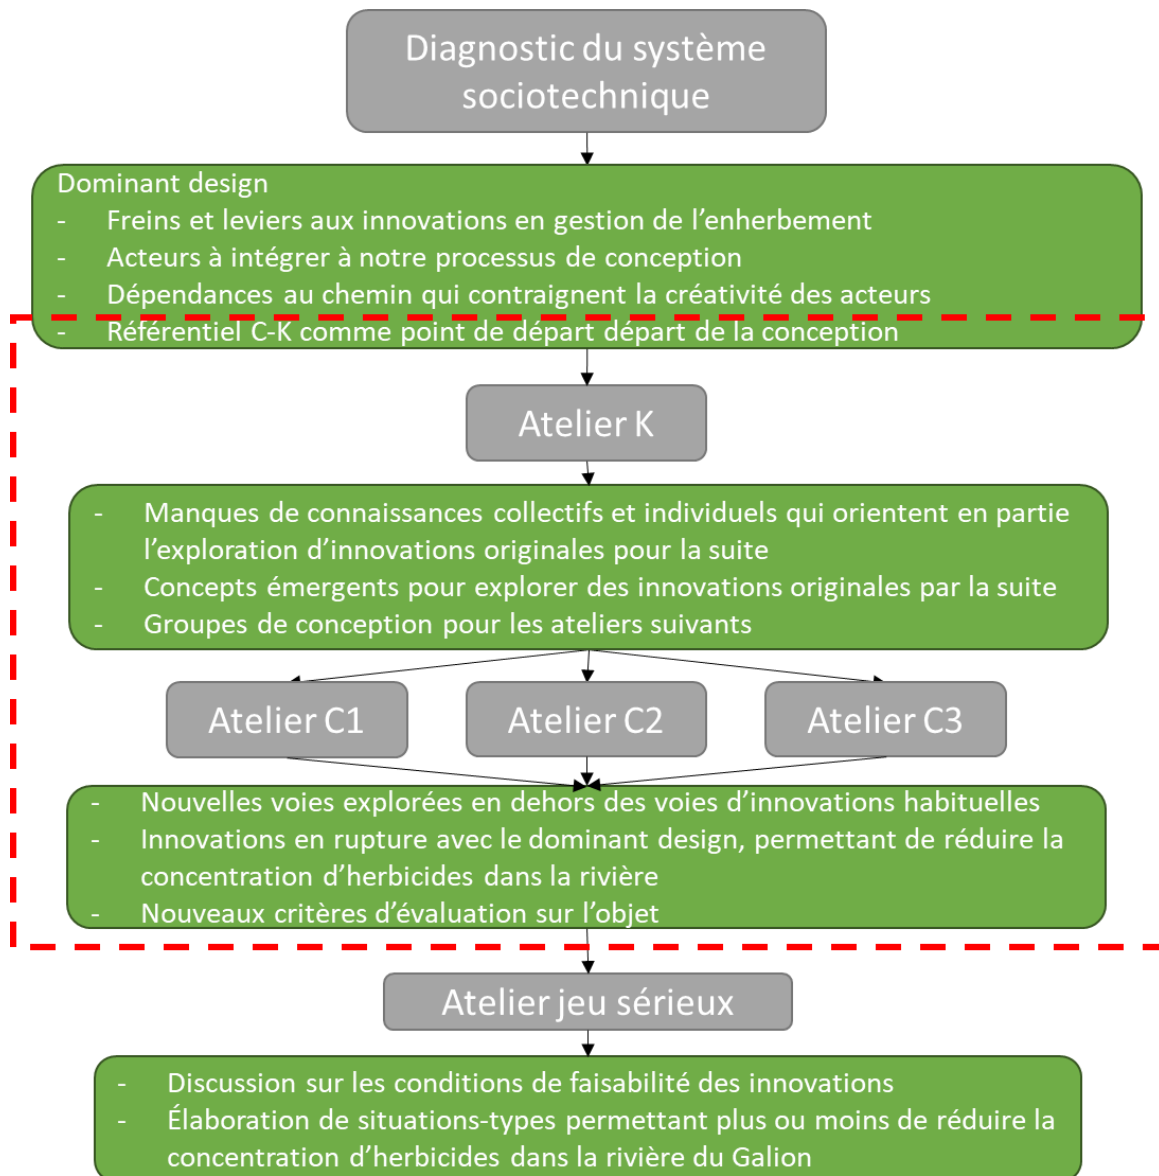 Diagnostic du système
sociotechnique
Dominant design
- Freins et leviers aux innovations en gestion de l’enherbement
- Acteurs à intégrer à notre processus de conception
- Dépendances au chemin qui contraignent la créativité des acteurs
- Référentiel C-K comme point de départ départ de la conception
Atelier K
- Manques de connaissances collectifs et individuels qui orientent en partie
l’exploration d’innovations originales pour la suite
- Concepts émergents pour explorer des innovations originales par la suite
- Groupes de conception pour les ateliers suivants
Atelier C1
Atelier C2
Atelier C3
- Nouvelles voies explorées en dehors des voies d’innovations habituelles
- Innovations en rupture avec le dominant design, permettant de réduire la
concentration d’herbicides dans la rivière
- Nouveaux critères d’évaluation sur l’objet
Atelier jeu sérieux
- Discussion sur les conditions de faisabilité des innovations
- Élaboration de situations-types permettant plus ou moins de réduire la
concentration d’herbicides dans la rivière du Galion